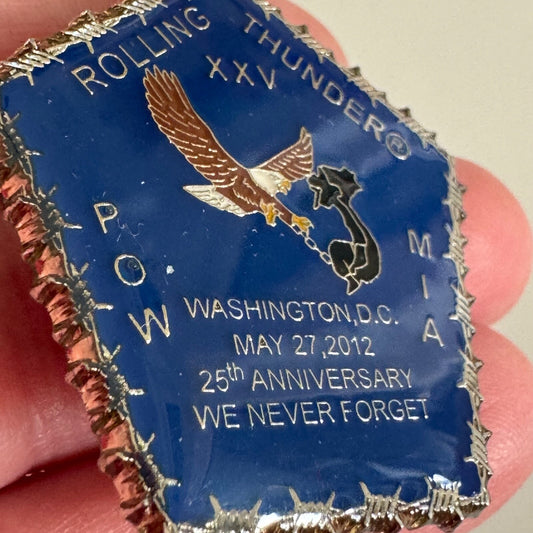 ROLLING THUNDER®
XXV
POW
MIA
WASHINGTON,D.C.
MAY 27,2012
25th ANNIVERSARY
WE NEVER FORGET